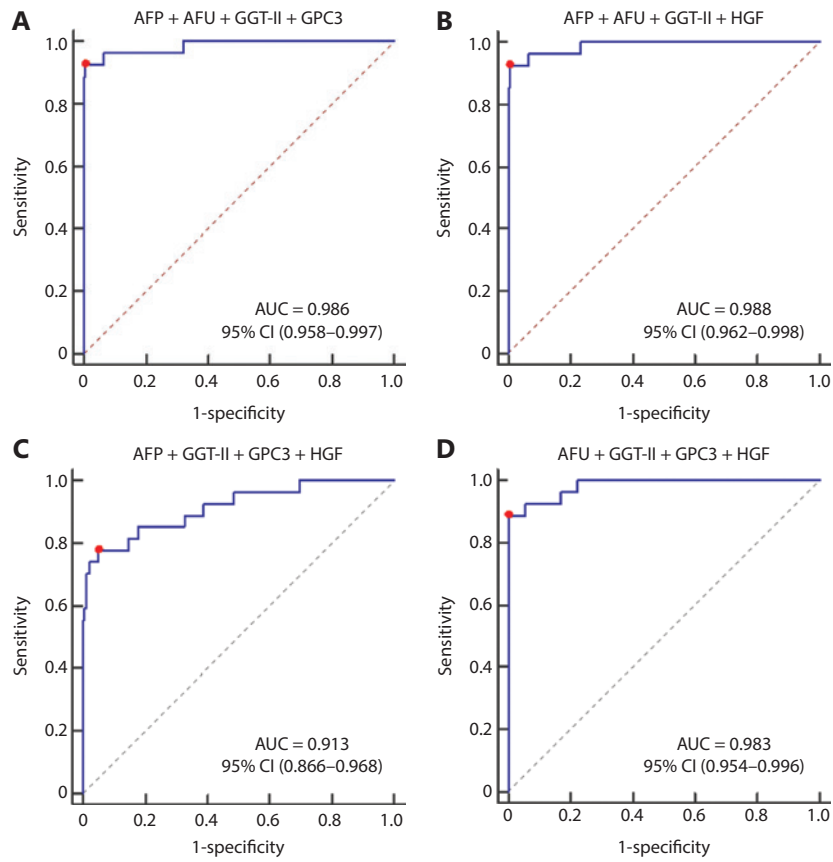 A
AFP + AFU + GGT-II + GPC3
1.0
0.8
0.6
0.4
0.2
0
Sensitivity
AUC = 0.986
95% CI (0.958–0.997)
0 0.2 0.4 0.6 0.8 1.0
1-specificity
B
AFP + AFU + GGT-II + HGF
1.0
0.8
0.6
0.4
0.2
0
Sensitivity
AUC = 0.988
95% CI (0.962–0.998)
0 0.2 0.4 0.6 0.8 1.0
1-specificity
C
AFP + GGT-II + GPC3 + HGF
1.0
0.8
0.6
0.4
0.2
0
Sensitivity
AUC = 0.913
95% CI (0.866–0.968)
0 0.2 0.4 0.6 0.8 1.0
1-specificity
D
AFU + GGT-II + GPC3 + HGF
1.0
0.8
0.6
0.4
0.2
0
Sensitivity
AUC = 0.983
95% CI (0.954–0.996)
0 0.2 0.4 0.6 0.8 1.0
1-specificity